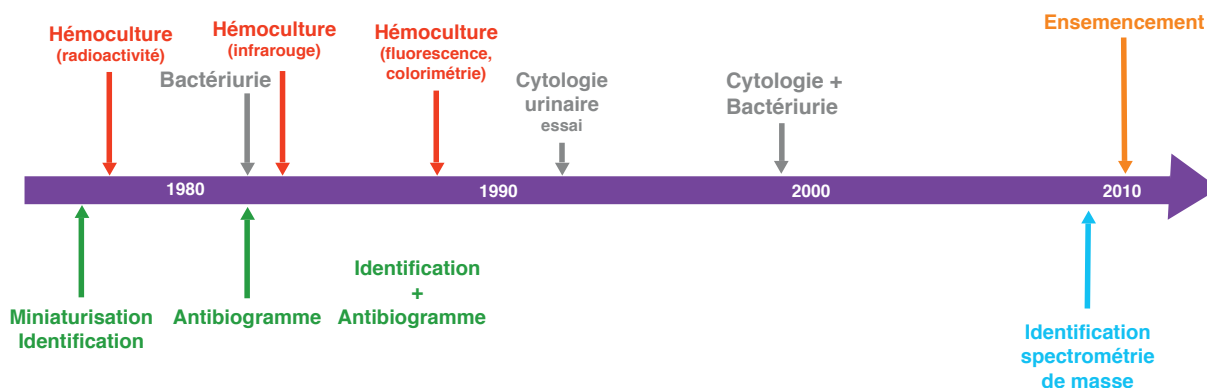 Hémoculture
(radioactivité)
Bactériurie
Hémoculture
(infrarouge)
Hémoculture
(fluorescence,
colorimétrie)
Cytologie
urinaire
essai
Cytologie +
Bactériurie
Ensemencement
1980
1990
2000
2010
Miniaturisation
Identification
Antibiogramme
Identification
+
Antibiogramme
Identification
spectrométrie
de masse